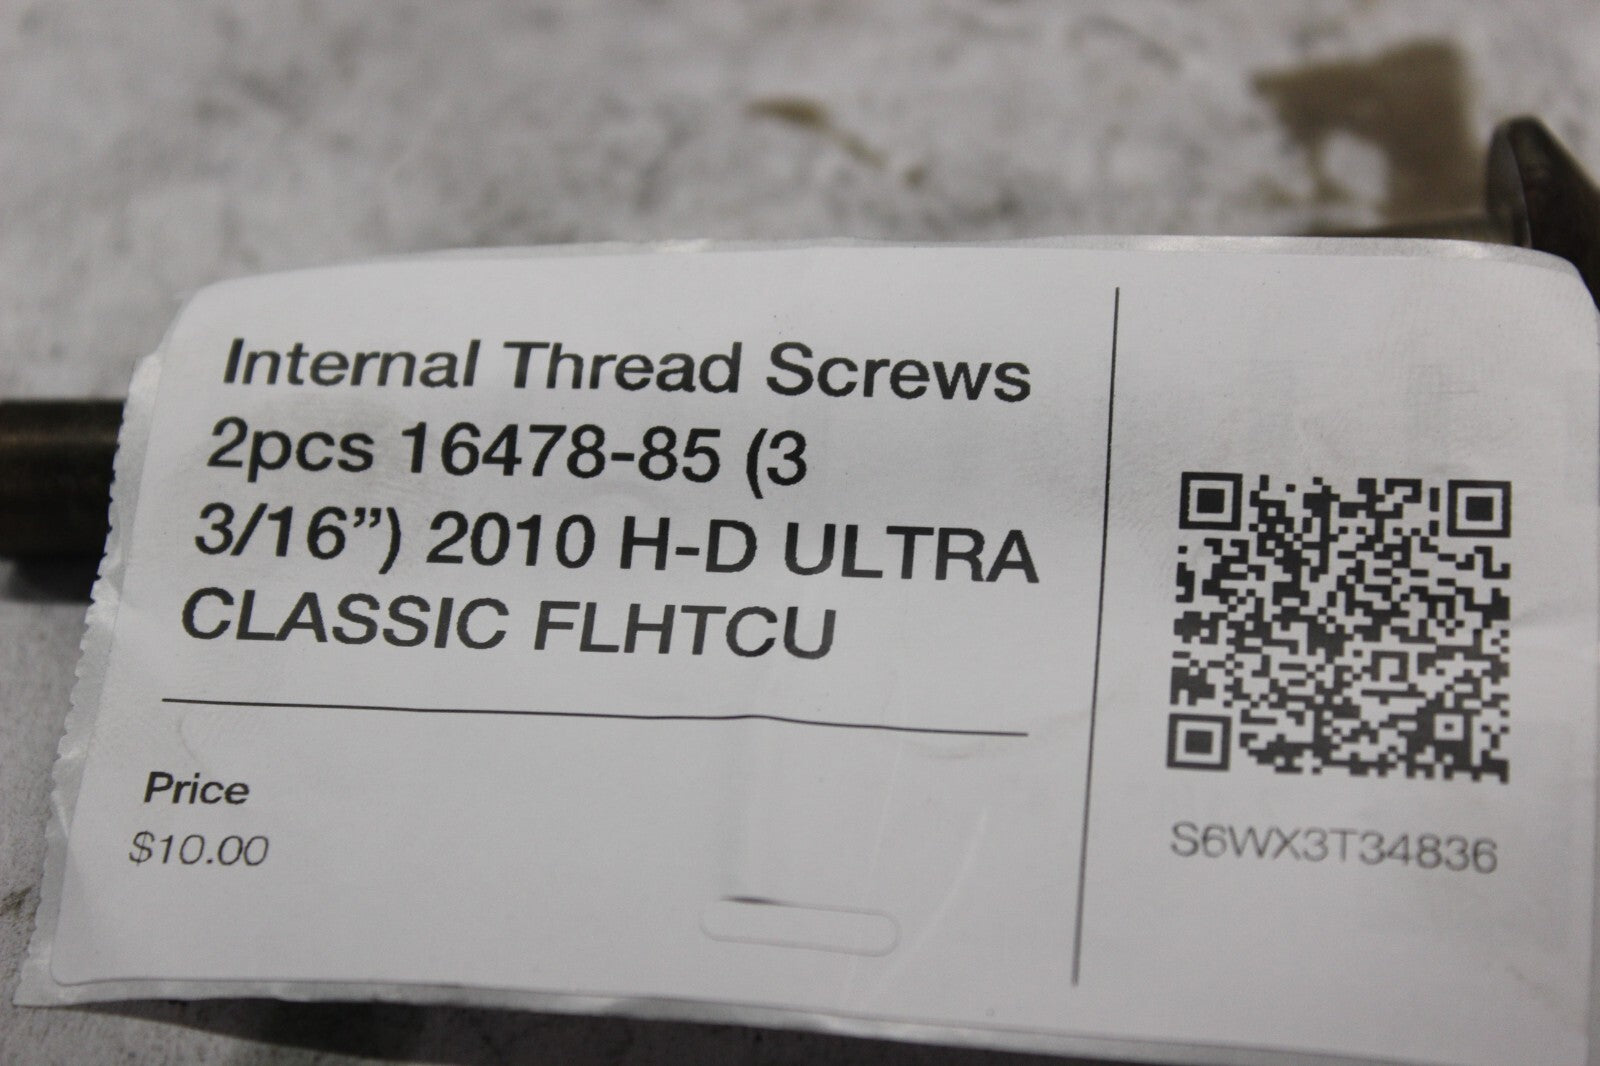 Internal Thread Screws
2pcs 16478-85 (3
3/16”) 2010 H-D ULTRA
CLASSIC FLHTCU
Price
$10.00
S6WX3T34836